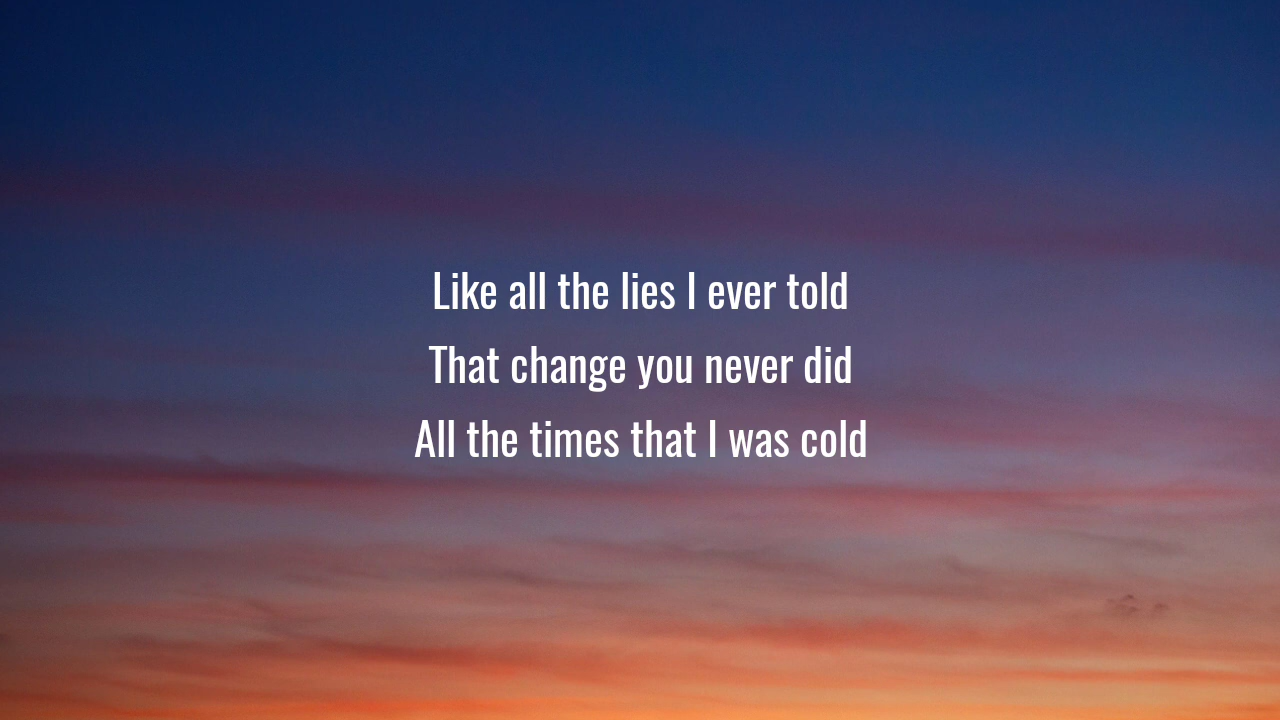 Like all the lies I ever told
That change you never did
All the times that I was cold